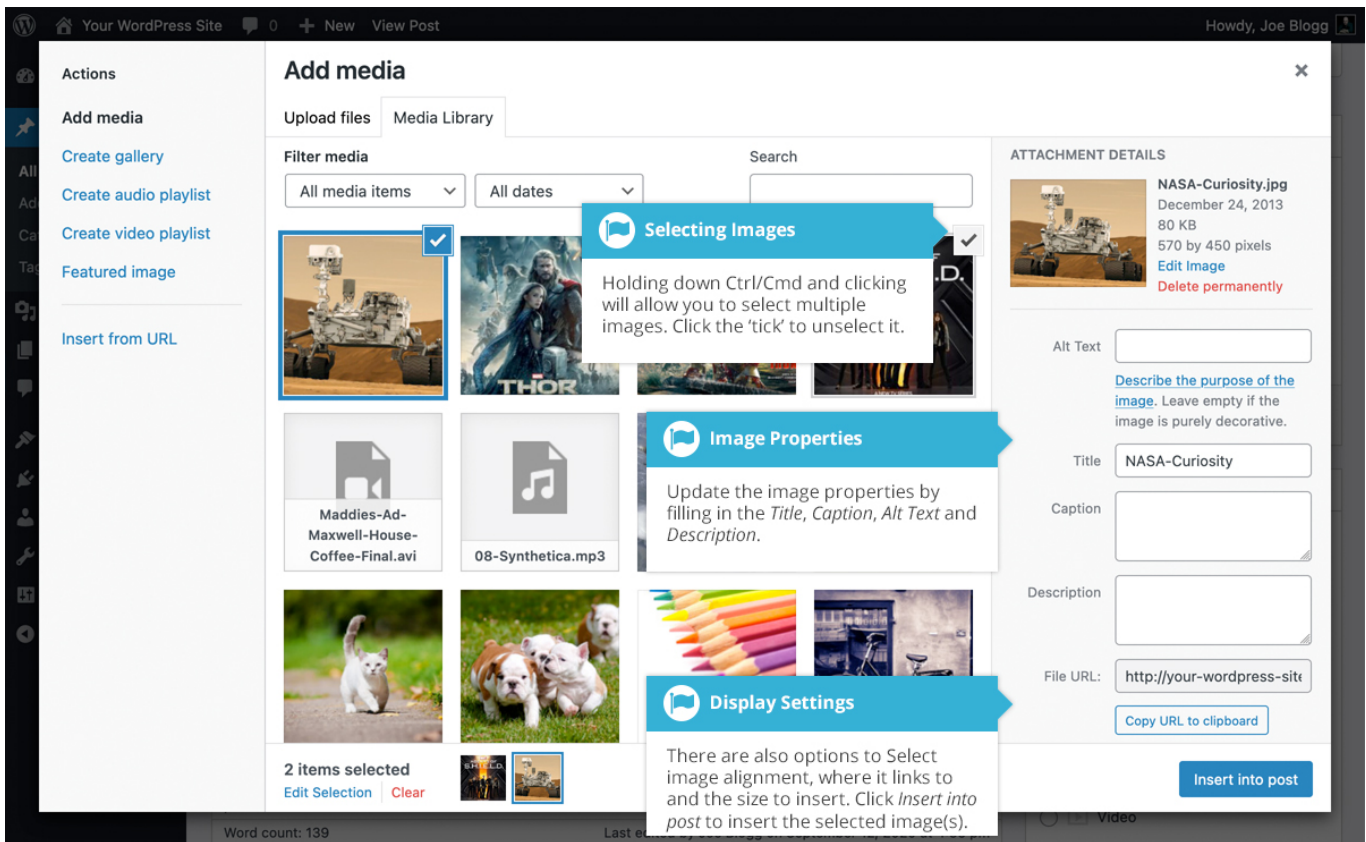 Your WordPress Site 0 New View Post Howdy, Joe Blogg
Actions
Add media
Create gallery
Create audio playlist
Create video playlist
Featured image
Insert from URL
All
Add media
Upload files Media Library
Filter media Search
All media items All dates
Selecting Images
Holding down Ctrl/Cmd and clicking
will allow you to select multiple
images. Click the ‘tick’ to unselect it.
THOR
Maddies-Ad-
Maxwell-House-
Coffee-Final.avi
08-Synthetica.mp3
Image Properties
Update the image properties by
filling in the Title, Caption, Alt Text and
Description.
Display Settings
There are also options to Select
image alignment, where it links to
and the size to insert. Click Insert into
post to insert the selected image(s).
ATTACHMENT DETAILS
NASA-Curiosity.jpg
December 24, 2013
80 KB
570 by 450 pixels
Edit Image
Delete permanently
Alt Text
Describe the purpose of the
image. Leave empty if the
image is purely decorative.
Title NASA-Curiosity
Caption
Description
File URL: http://your-wordpress-site
Copy URL to clipboard
2 items selected
Edit Selection Clear
Insert into post
Word count: 139
Video